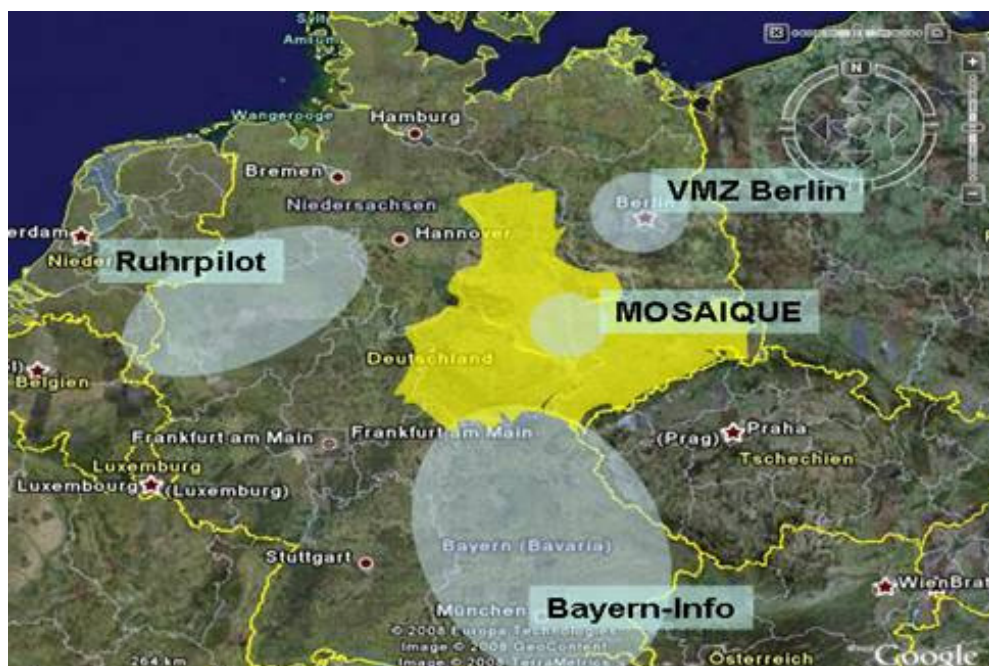 Sylt
Amrum
Wangerooge
Hamburg
Bremen
Niedersachsen
Hannover
Berlin
VMZ Berlin
N
erdam
Nieder
Ruhrpilot
MOSAIQUE
Deutschland
Belgien
Frankfurt am Main
Frankfurt am Main
(Prag)
Praha
Tschechien
Luxemburg
Luxembourg
(Luxemburg)
Stuttgart
Bayern (Bavaria)
München
Bayern-Info
Wien
Brat
© 2008 Europa Technologies
Image © 2008 GeoContent
Image © 2008 TerraMetrics
264 km
Österreich
Google